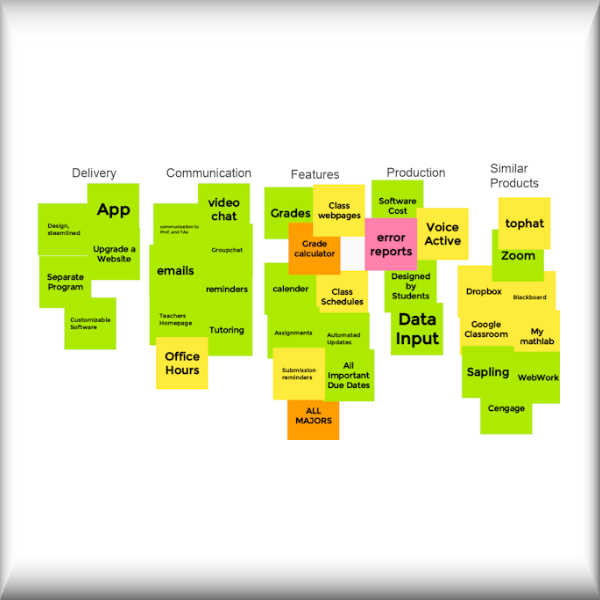 Delivery
App
Design,
steamlined
Upgrade a
Website
Separate
Program
Customizable
Software
Communication
video
chat
communication to
Prof, and TAs
Groupchat
emails
reminders
Teachers
Homepage
Tutoring
Office
Hours
Features
Grades
Class
webpages
Grade
calculator
calender
Class
Schedules
Assignments
Automated
Updates
Submission
reminders
All
Important
Due Dates
ALL
MAJORS
Production
Software
Cost
error
reports
Voice
Active
Designed
by
Students
Data
Input
Similar
Products
tophat
Zoom
Dropbox
Blackboard
Google
Classroom
My
mathlab
Sapling
WebWork
Cengage